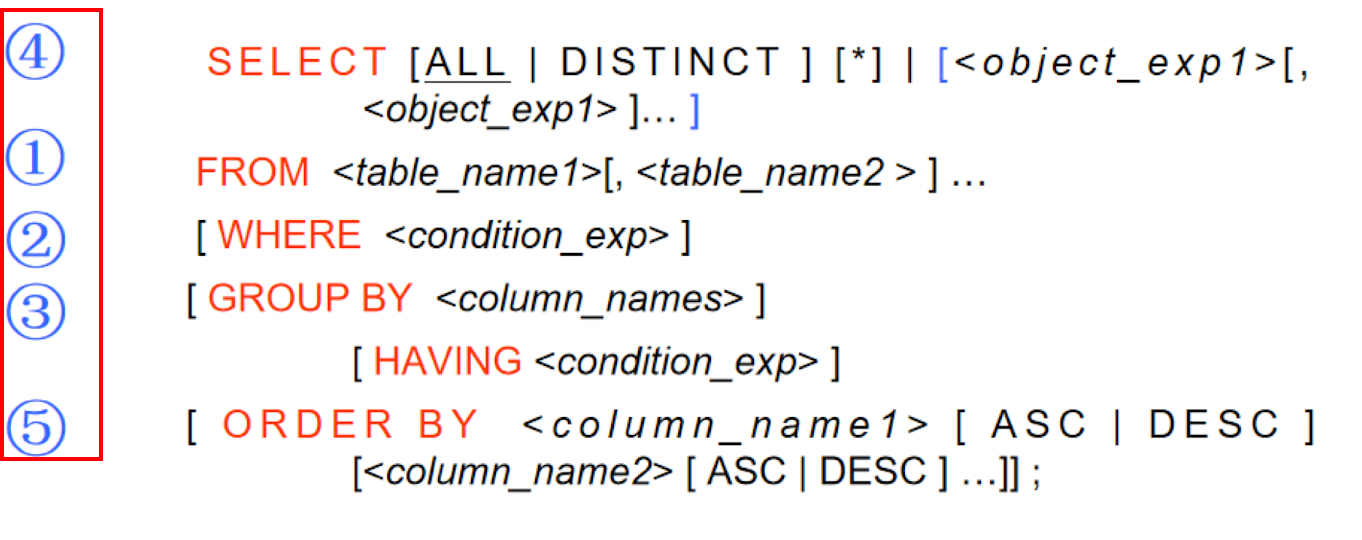 ④ SELECT [ALL | DISTINCT ] [*] | [<object_exp1>[,
<object_exp1> ]... ]
① FROM <table_name1>[, <table_name2 > ] ...
② [ WHERE <condition_exp> ]
③ [ GROUP BY <column_names> ]
[ HAVING <condition_exp> ]
⑤ [ ORDER BY <column_name1> [ ASC | DESC ]
[<column_name2> [ ASC | DESC ] ...]] ;